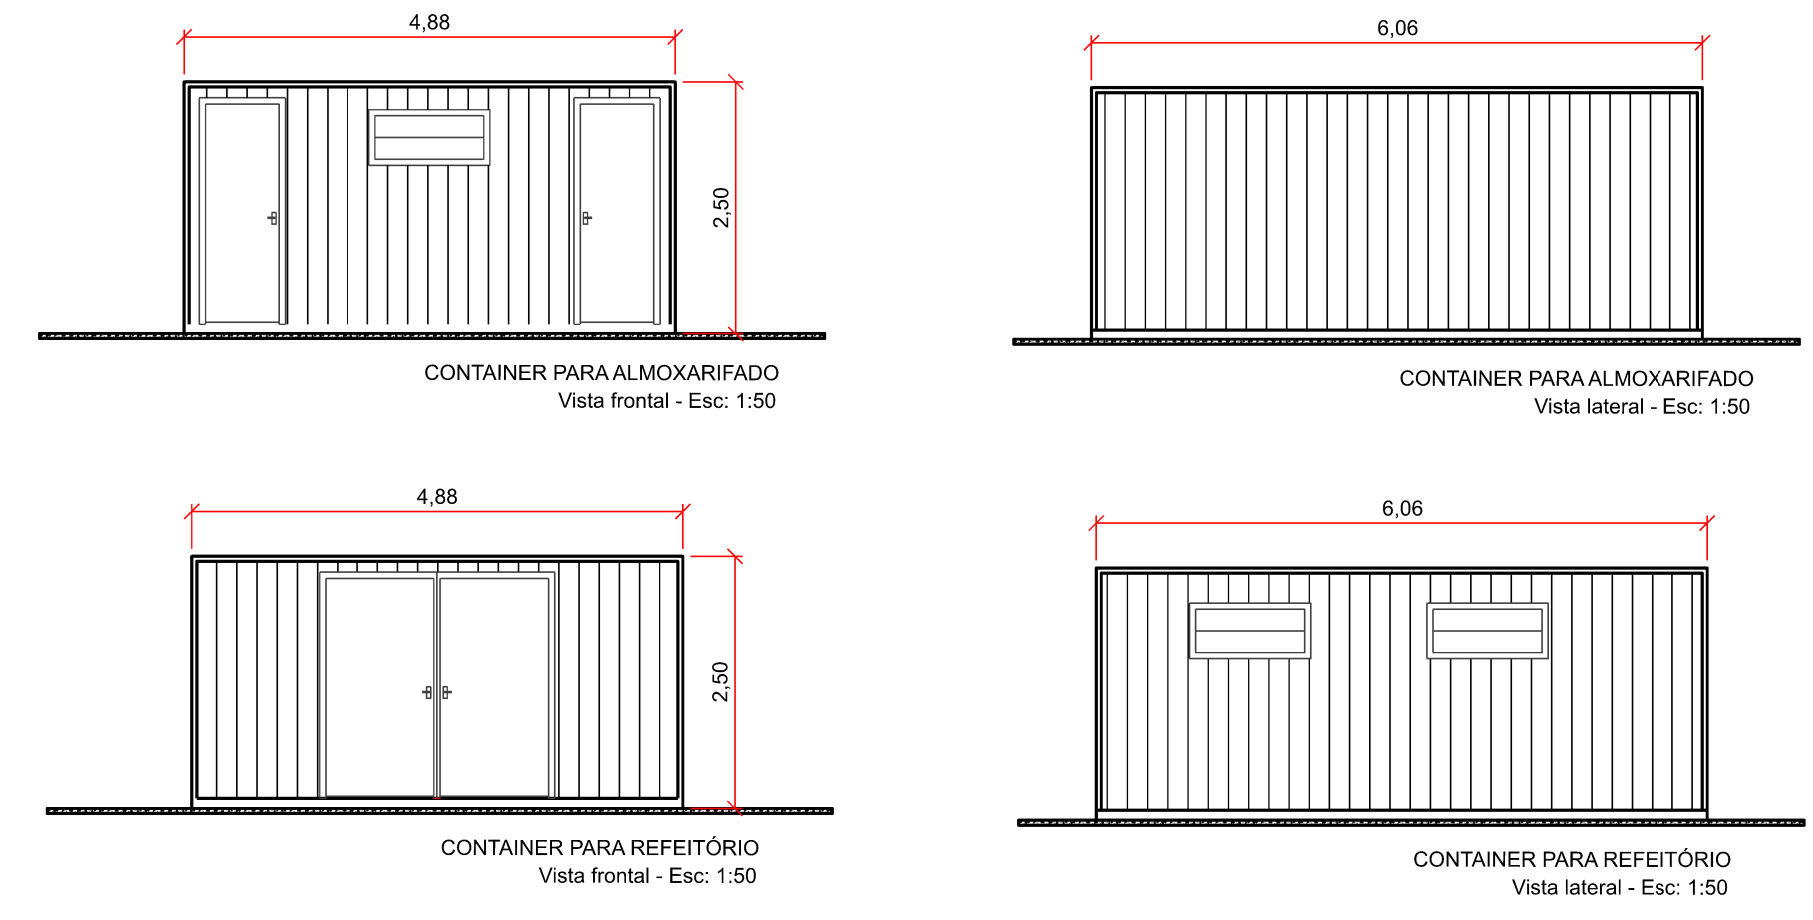 4,88
2,50
CONTAINER PARA ALMOXARIFADO
Vista frontal - Esc: 1:50
6,06
CONTAINER PARA ALMOXARIFADO
Vista lateral - Esc: 1:50
4,88
2,50
CONTAINER PARA REFEITÓRIO
Vista frontal - Esc: 1:50
6,06
CONTAINER PARA REFEITÓRIO
Vista lateral - Esc: 1:50